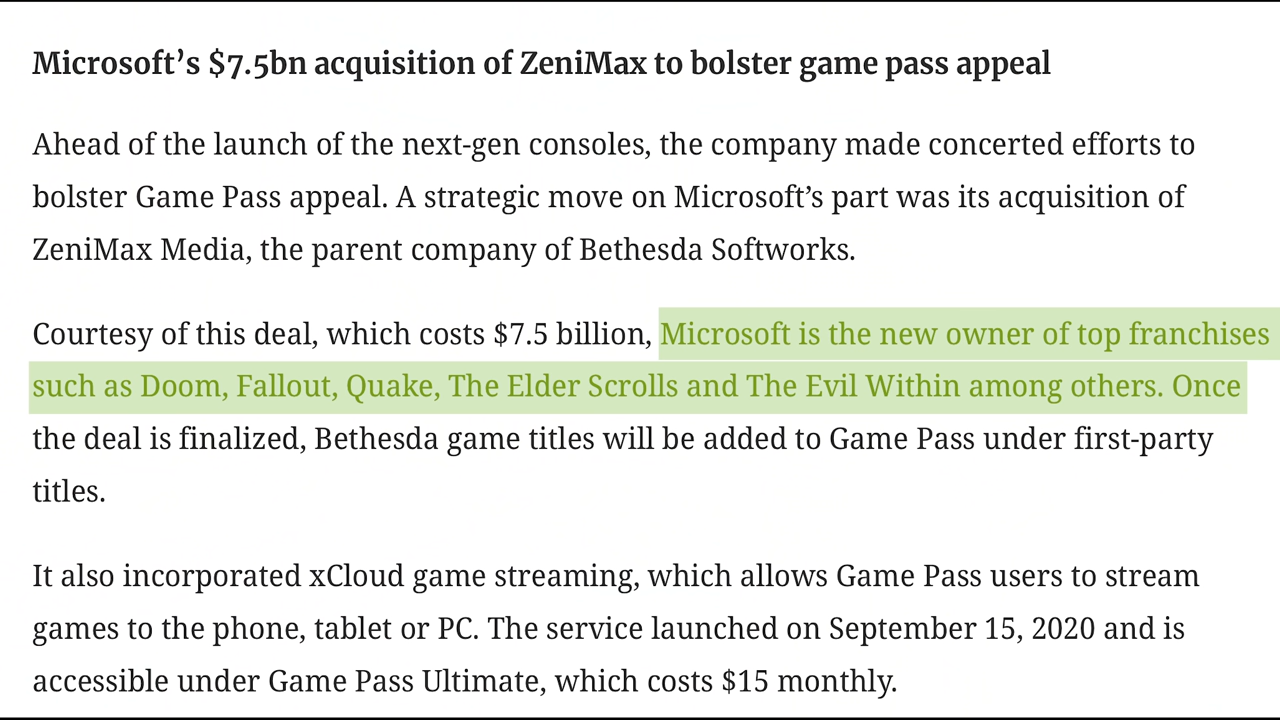 Microsoft’s $7.5bn acquisition of ZeniMax to bolster game pass appeal
Ahead of the launch of the next-gen consoles, the company made concerted efforts to
bolster Game Pass appeal. A strategic move on Microsoft’s part was its acquisition of
ZeniMax Media, the parent company of Bethesda Softworks.
Courtesy of this deal, which costs $7.5 billion, Microsoft is the new owner of top franchises
such as Doom, Fallout, Quake, The Elder Scrolls and The Evil Within among others. Once
the deal is finalized, Bethesda game titles will be added to Game Pass under first-party
titles.
It also incorporated xCloud game streaming, which allows Game Pass users to stream
games to the phone, tablet or PC. The service launched on September 15, 2020 and is
accessible under Game Pass Ultimate, which costs $15 monthly.